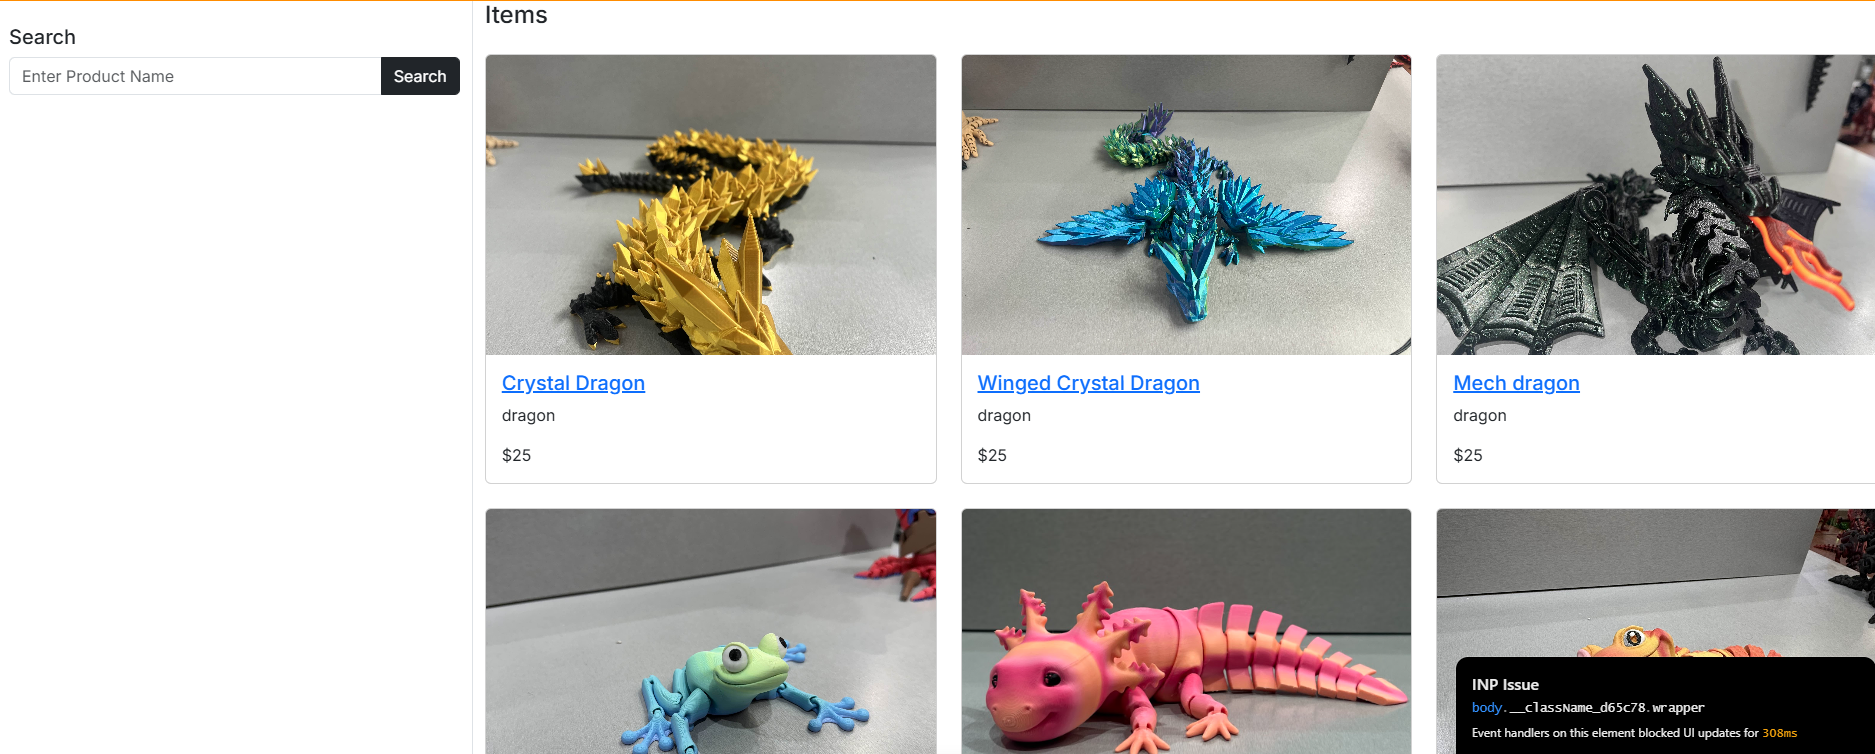 Search
Enter Product Name
Search
Items
Crystal Dragon
dragon
$25
Winged Crystal Dragon
dragon
$25
Mech dragon
dragon
$25
INP Issue
body.__className_d65c78.wrapper
Event handlers on this element blocked UI updates for 308ms